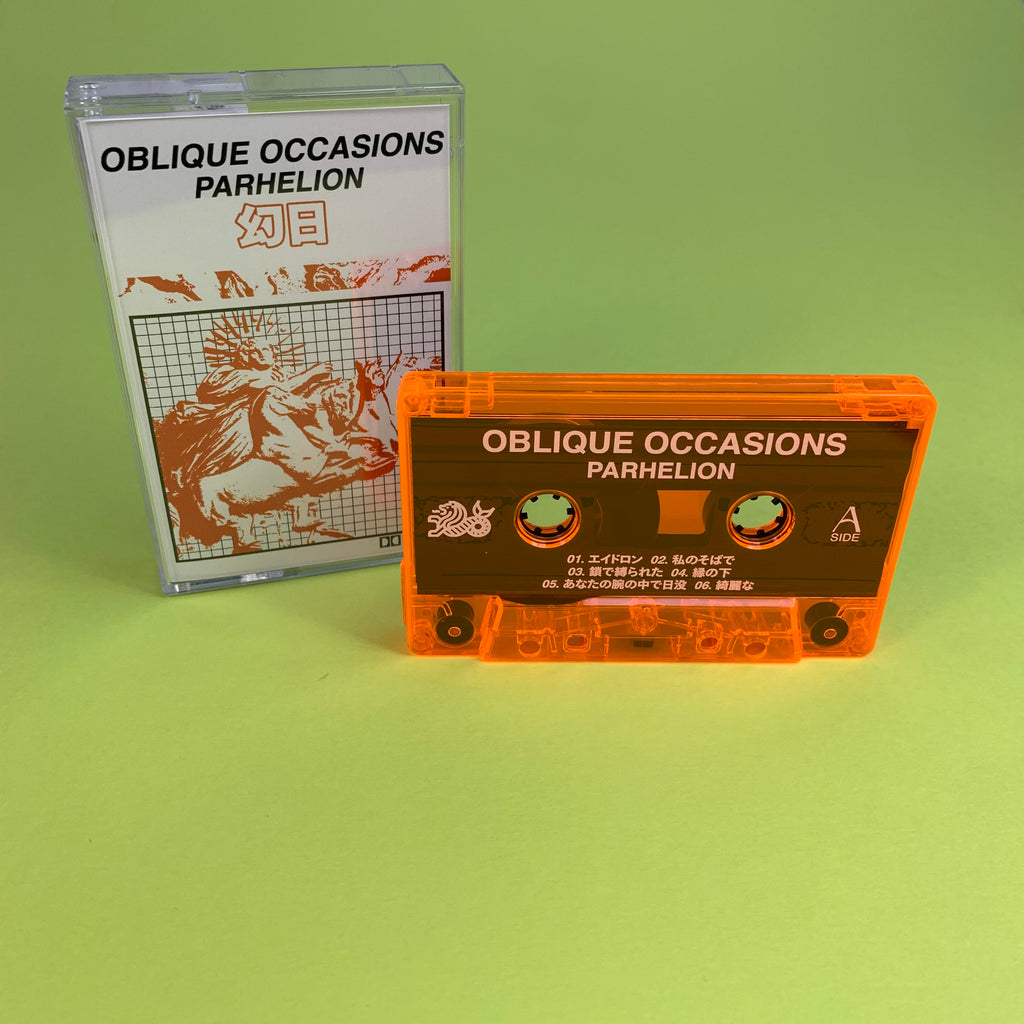 OBLIQUE OCCASIONS
PARHELION
幻日
OBLIQUE OCCASIONS
PARHELION
A
SIDE
01. エイドロン 02. 私のそばで
03. 鎖で縛られた 04. 縁の下
05. あなたの腕の中で日没 06. 綺麗な